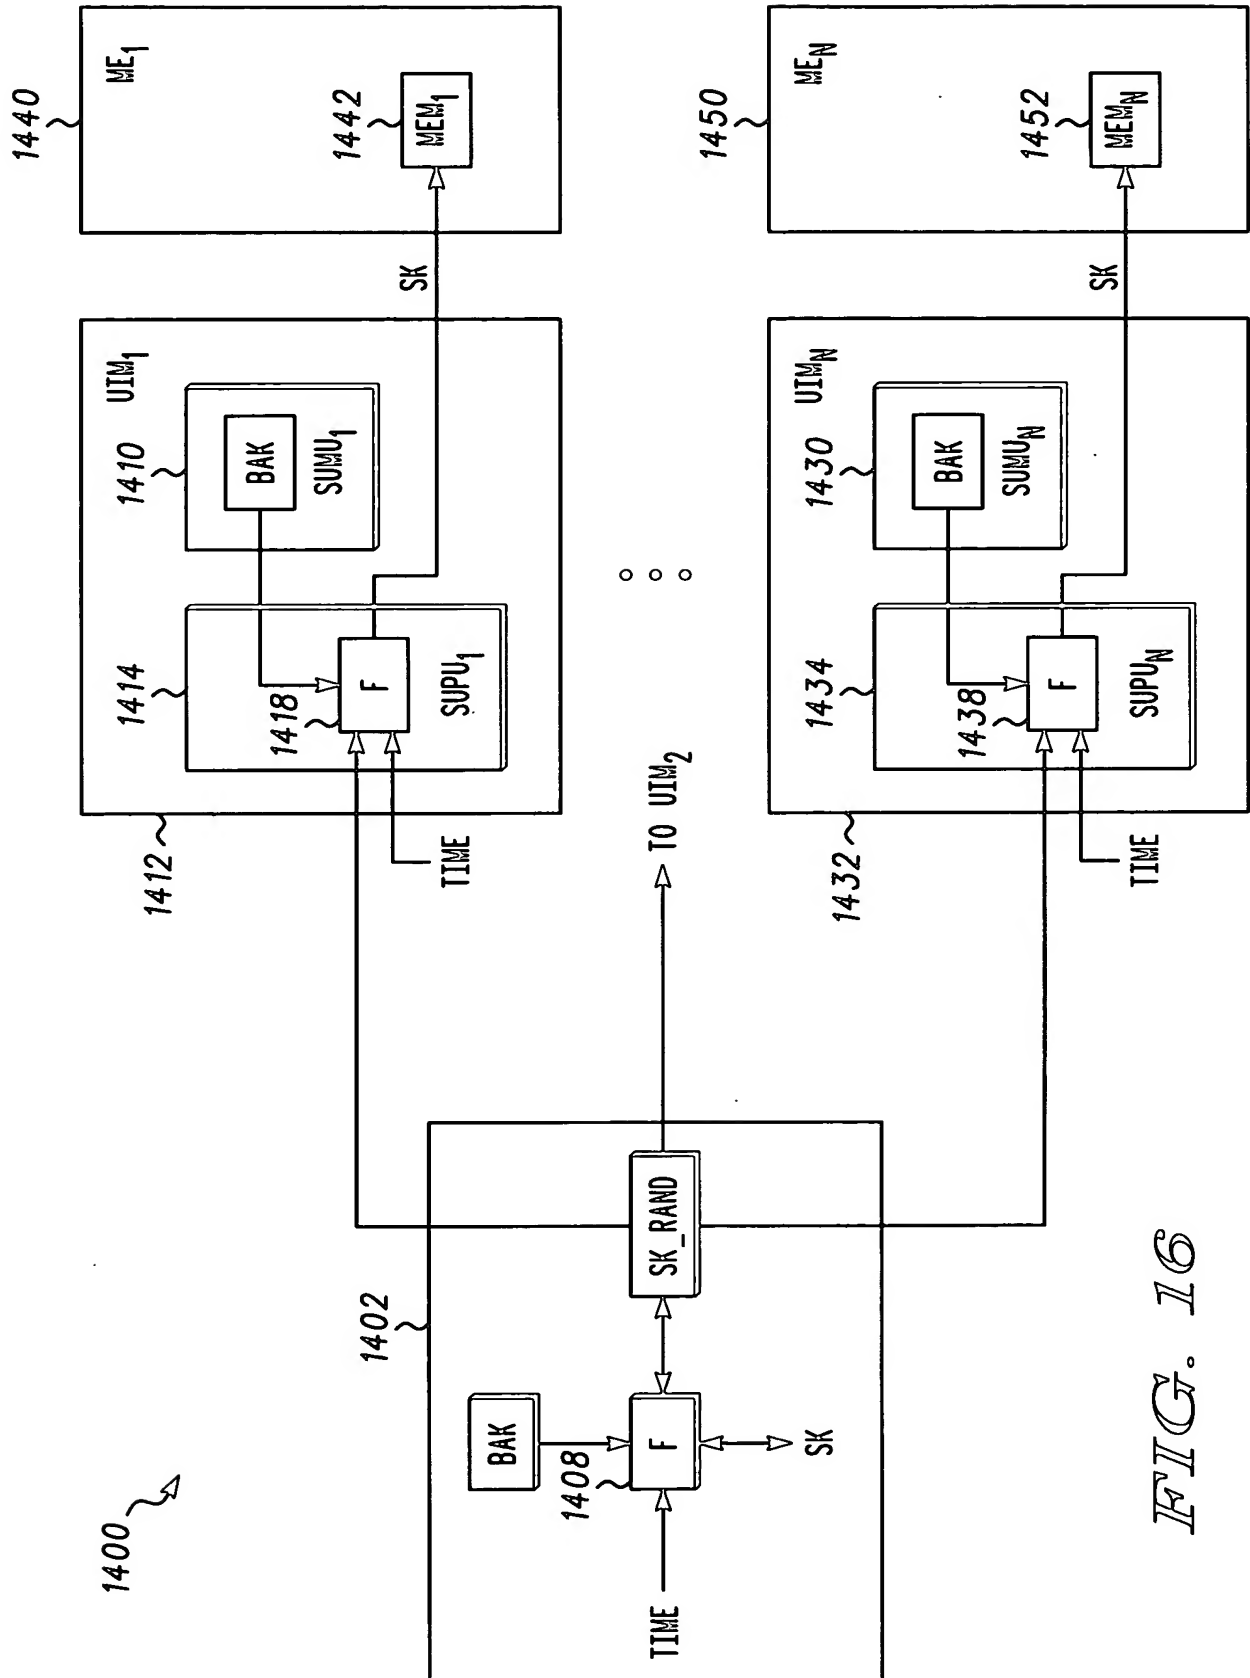 1400
1402
TIME
BAK
1408
F
SK
SK_RAND
TO UIM2
1412
TIME
1414
1418
F
SUPU1
1410
BAK
SUMU1
UIM1
SK
1440
ME1
1442
MEM1
1432
TIME
1434
1438
F
SUPUN
1430
BAK
SUMUN
UIMN
SK
1450
MEN
1452
MEMN
FIG. 16